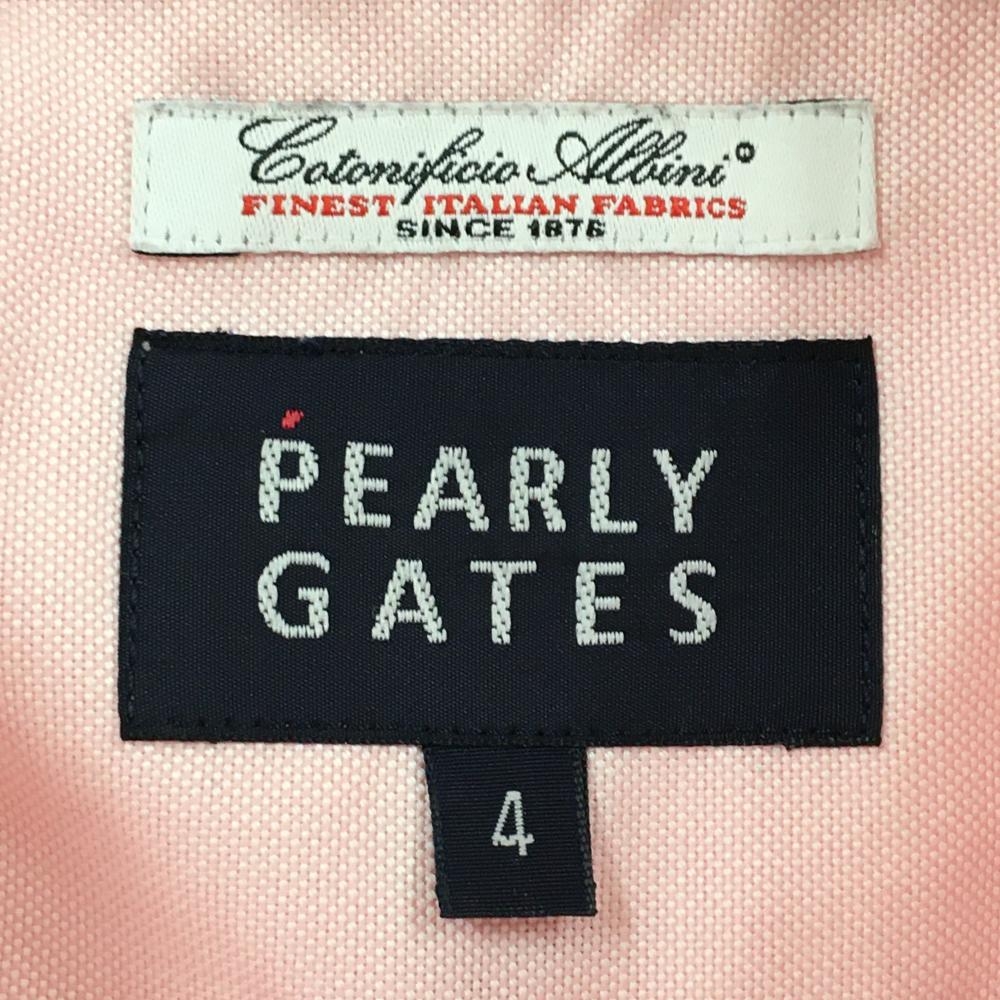 Cotonificio Albini®
FINEST ITALIAN FABRICS
SINCE 1876
PEARLY
GATES
4